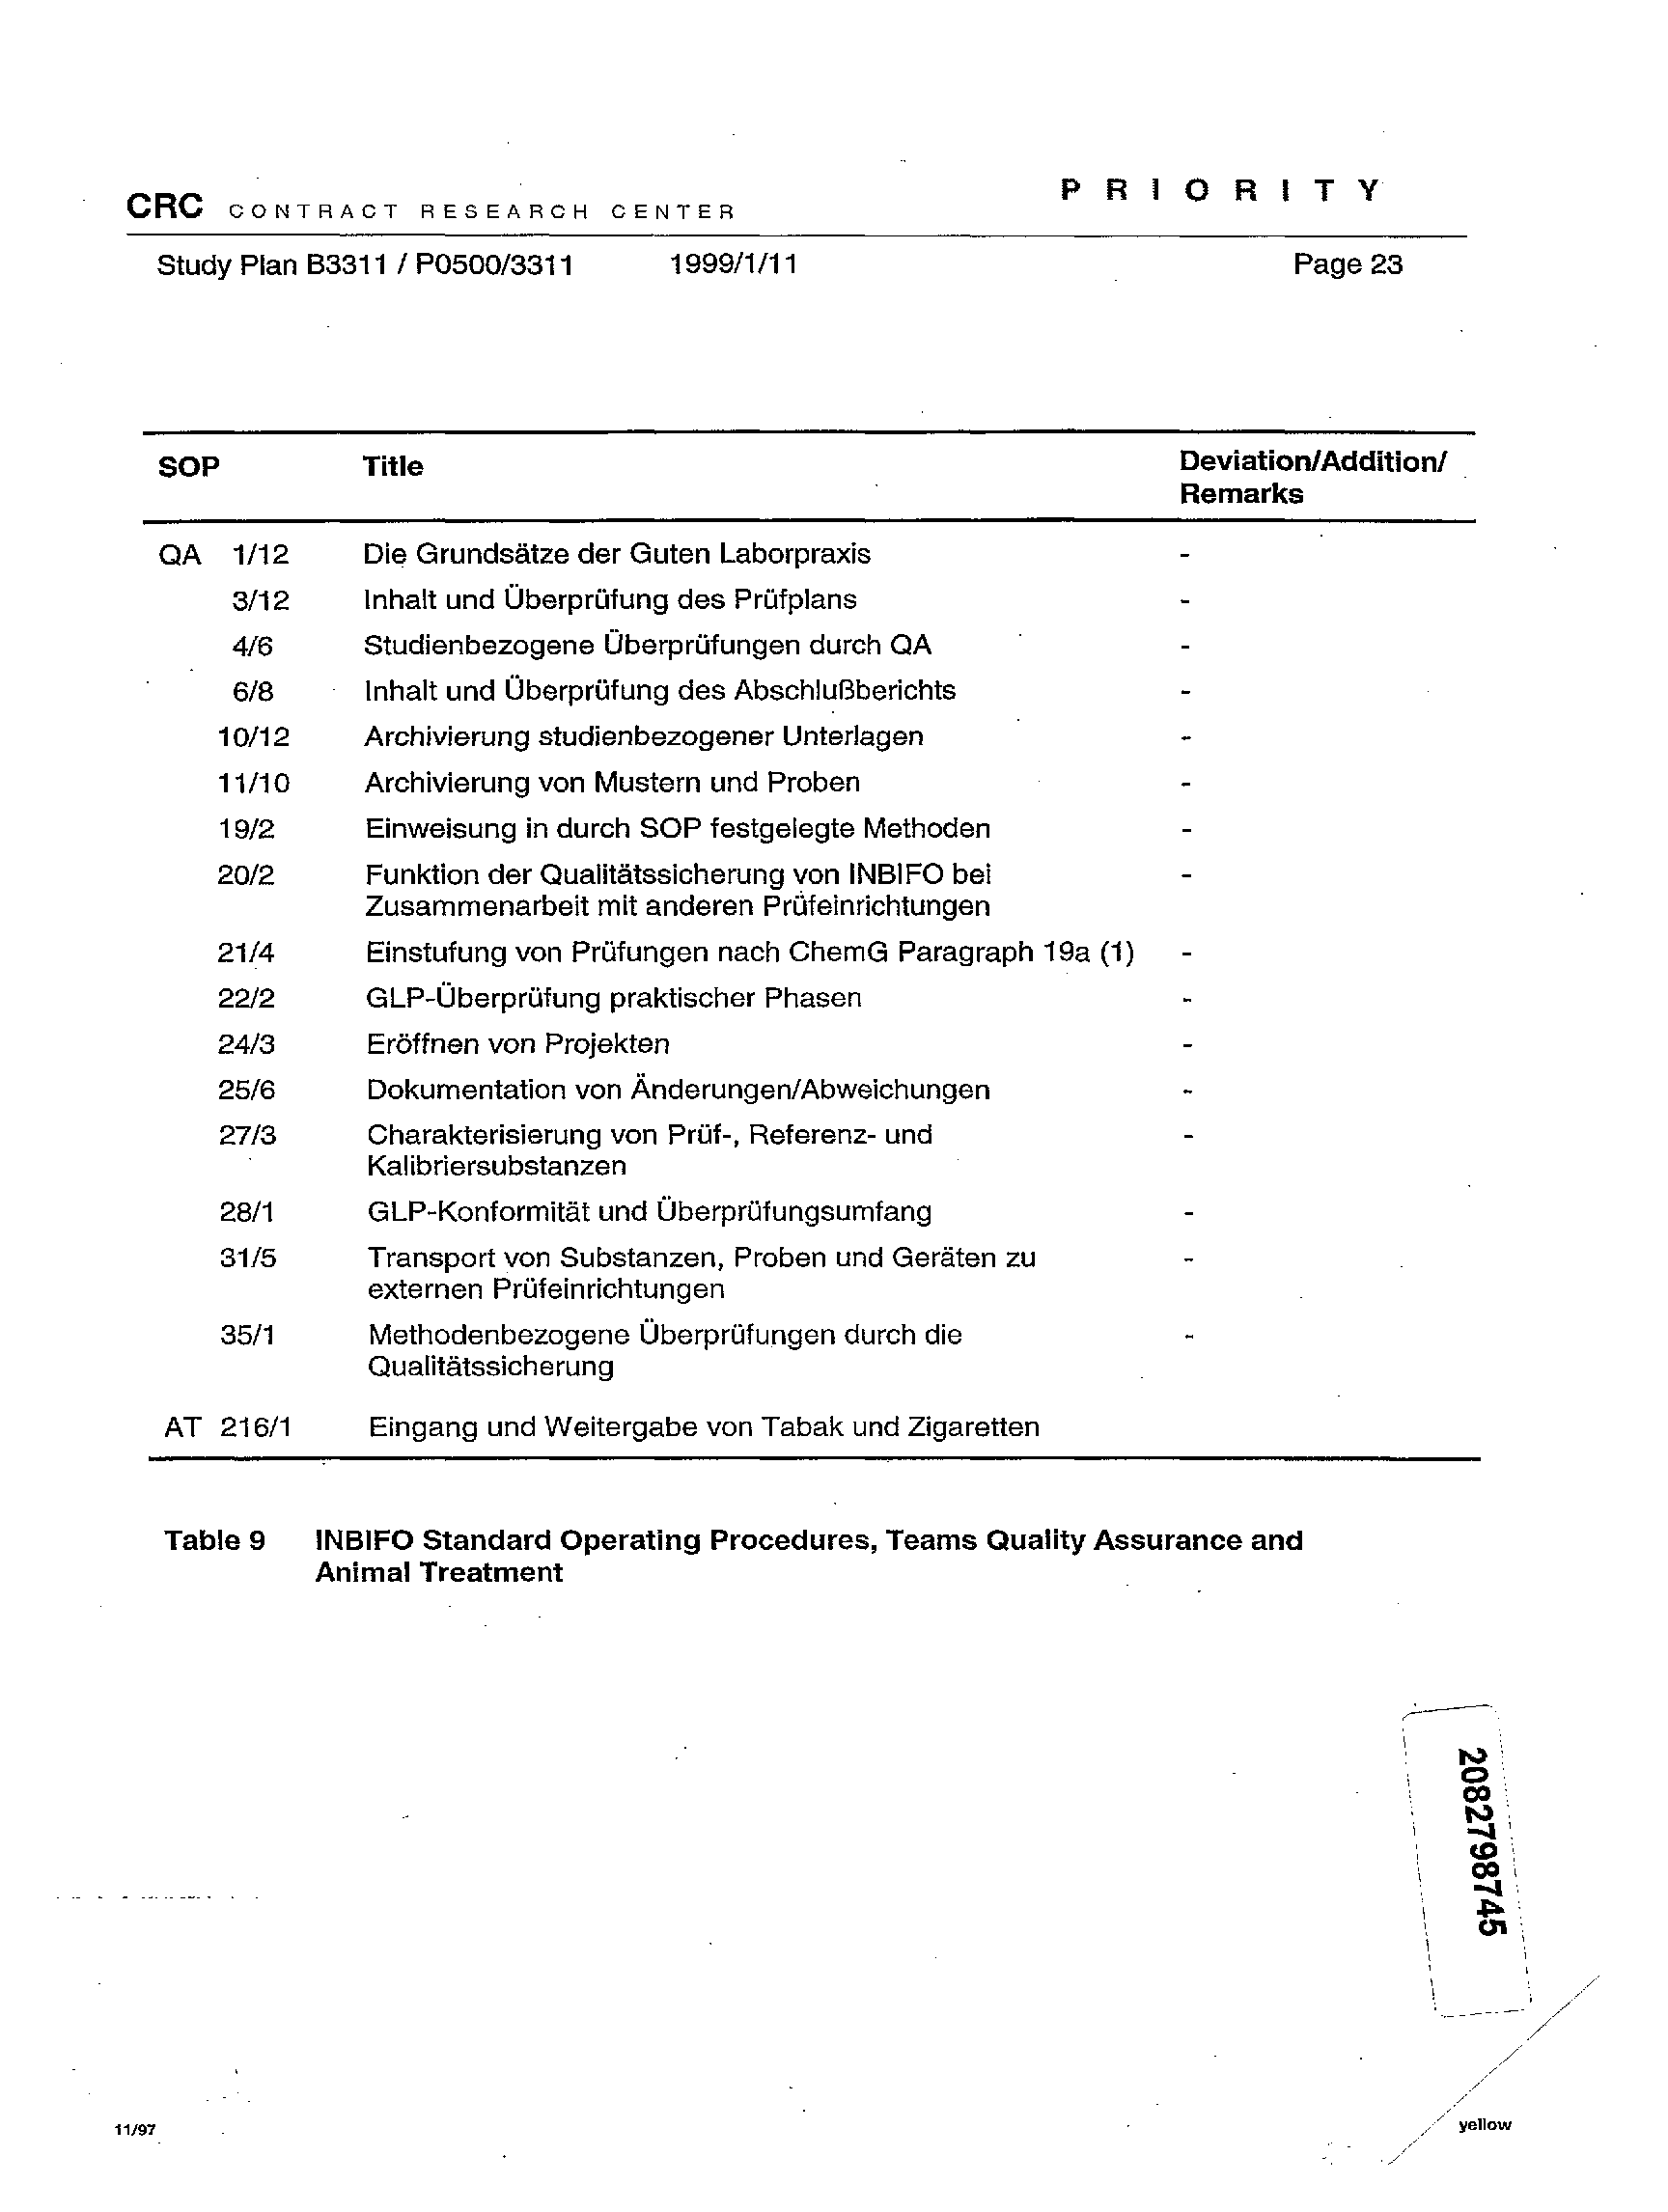 P R I O R I T Y
CRC CONTRACT RESEARCH CENTER
Study Plan B3311 / P0500/3311 1999/1/11 Page 23
SOP Title Deviation/Addition/
Remarks
QA 1/12 Die Grundsätze der Guten Laborpraxis -
3/12 Inhalt und Überprüfung des Prüfplans -
4/6 Studienbezogene Überprüfungen durch QA -
6/8 Inhalt und Überprüfung des Abschlußberichts -
10/12 Archivierung studienbezogener Unterlagen -
11/10 Archivierung von Mustern und Proben -
19/2 Einweisung in durch SOP festgelegte Methoden -
20/2 Funktion der Qualitätssicherung von INBIFO bei -
Zusammenarbeit mit anderen Prüfeinrichtungen
21/4 Einstufung von Prüfungen nach ChemG Paragraph 19a (1) -
22/2 GLP-Überprüfung praktischer Phasen -
24/3 Eröffnen von Projekten -
25/6 Dokumentation von Änderungen/Abweichungen -
27/3 Charakterisierung von Prüf-, Referenz- und -
Kalibriersubstanzen
28/1 GLP-Konformität und Überprüfungsumfang -
31/5 Transport von Substanzen, Proben und Geräten zu -
externen Prüfeinrichtungen
35/1 Methodenbezogene Überprüfungen durch die -
Qualitätssicherung
AT 216/1 Eingang und Weitergabe von Tabak und Zigaretten
Table 9 INBIFO Standard Operating Procedures, Teams Quality Assurance and
Animal Treatment
2082798745
11/97 yellow